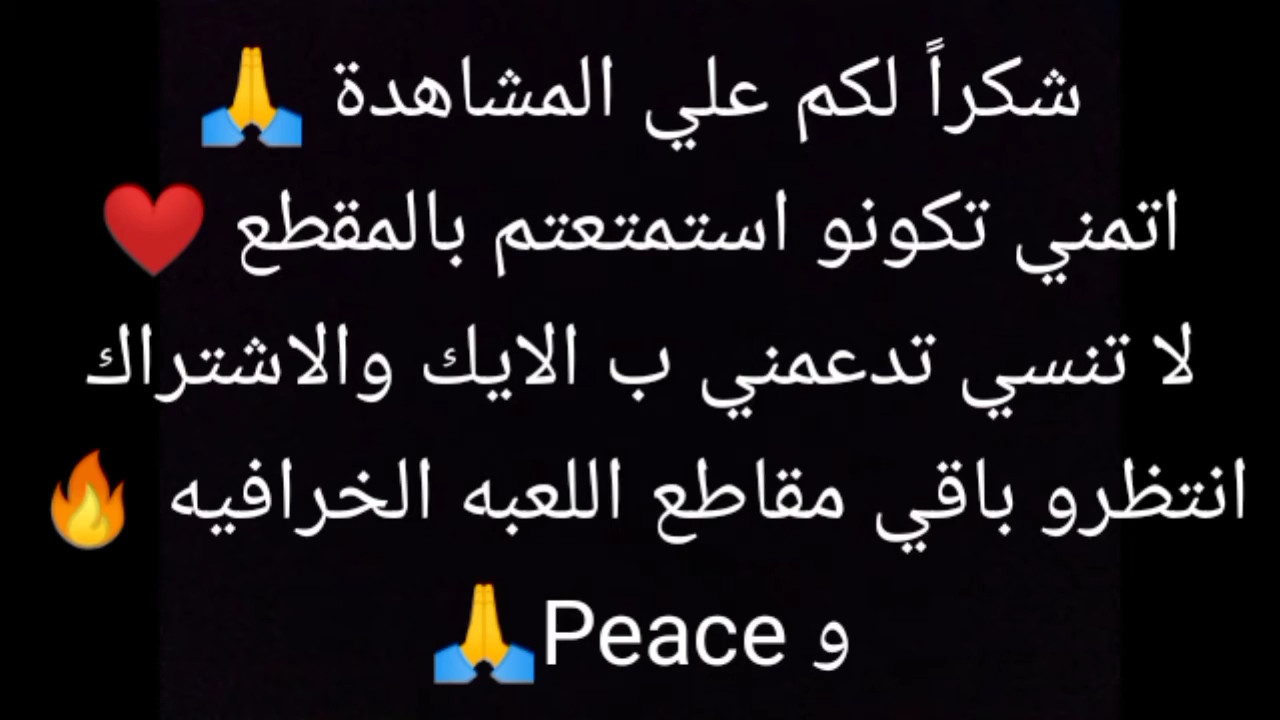 شكراً لكم علي المشاهدة 🙏
اتمني تكونو استمتعتم بالمقطع ❤️
لا تنسي تدعمني ب الايك والاشتراك
انتظرو باقي مقاطع اللعبه الخرافيه 🔥
و Peace🙏